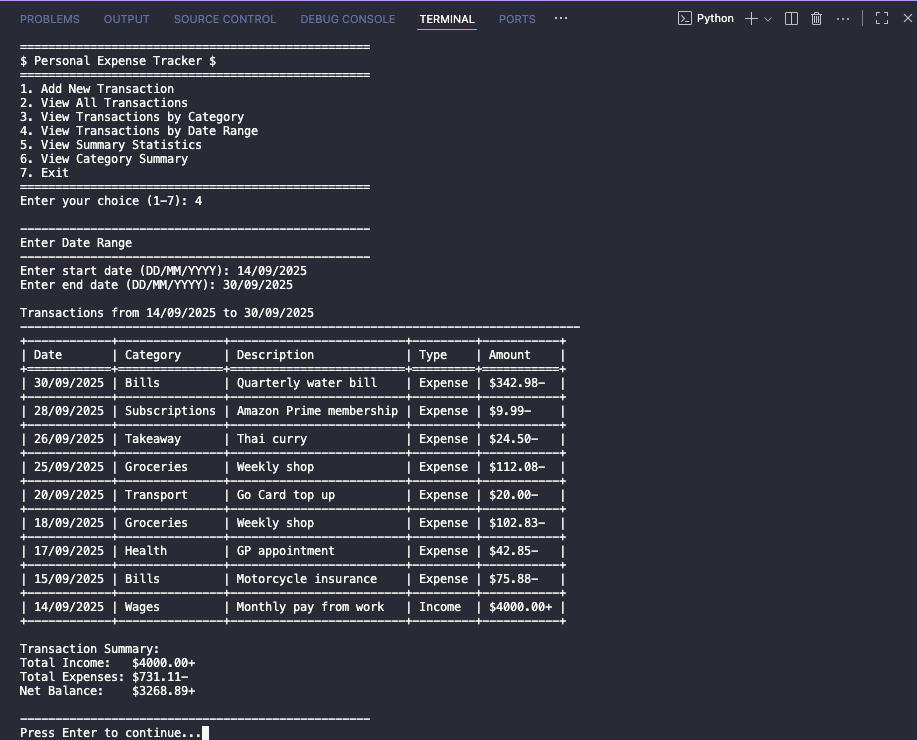 PROBLEMS OUTPUT SOURCE CONTROL DEBUG CONSOLE TERMINAL PORTS ... Python
========================================
$ Personal Expense Tracker $
========================================
1. Add New Transaction
2. View All Transactions
3. View Transactions by Category
4. View Transactions by Date Range
5. View Summary Statistics
6. View Category Summary
7. Exit
========================================
Enter your choice (1-7): 4
--------------------------------------------------
Enter Date Range
--------------------------------------------------
Enter start date (DD/MM/YYYY): 14/09/2025
Enter end date (DD/MM/YYYY): 30/09/2025
Transactions from 14/09/2025 to 30/09/2025
--------------------------------------------------------------------------------
+------------+---------------+-------------------------+---------+-----------+
| Date | Category | Description | Type | Amount |
+============+===============+=========================+=========+===========+
| 30/09/2025 | Bills | Quarterly water bill | Expense | $342.98- |
+------------+---------------+-------------------------+---------+-----------+
| 28/09/2025 | Subscriptions | Amazon Prime membership | Expense | $9.99- |
+------------+---------------+-------------------------+---------+-----------+
| 26/09/2025 | Takeaway | Thai curry | Expense | $24.50- |
+------------+---------------+-------------------------+---------+-----------+
| 25/09/2025 | Groceries | Weekly shop | Expense | $112.08- |
+------------+---------------+-------------------------+---------+-----------+
| 20/09/2025 | Transport | Go Card top up | Expense | $20.00- |
+------------+---------------+-------------------------+---------+-----------+
| 18/09/2025 | Groceries | Weekly shop | Expense | $102.83- |
+------------+---------------+-------------------------+---------+-----------+
| 17/09/2025 | Health | GP appointment | Expense | $42.85- |
+------------+---------------+-------------------------+---------+-----------+
| 15/09/2025 | Bills | Motorcycle insurance | Expense | $75.88- |
+------------+---------------+-------------------------+---------+-----------+
| 14/09/2025 | Wages | Monthly pay from work | Income | $4000.00+ |
+------------+---------------+-------------------------+---------+-----------+
Transaction Summary:
Total Income: $4000.00+
Total Expenses: $731.11-
Net Balance: $3268.89+
--------------------------------------------------
Press Enter to continue...